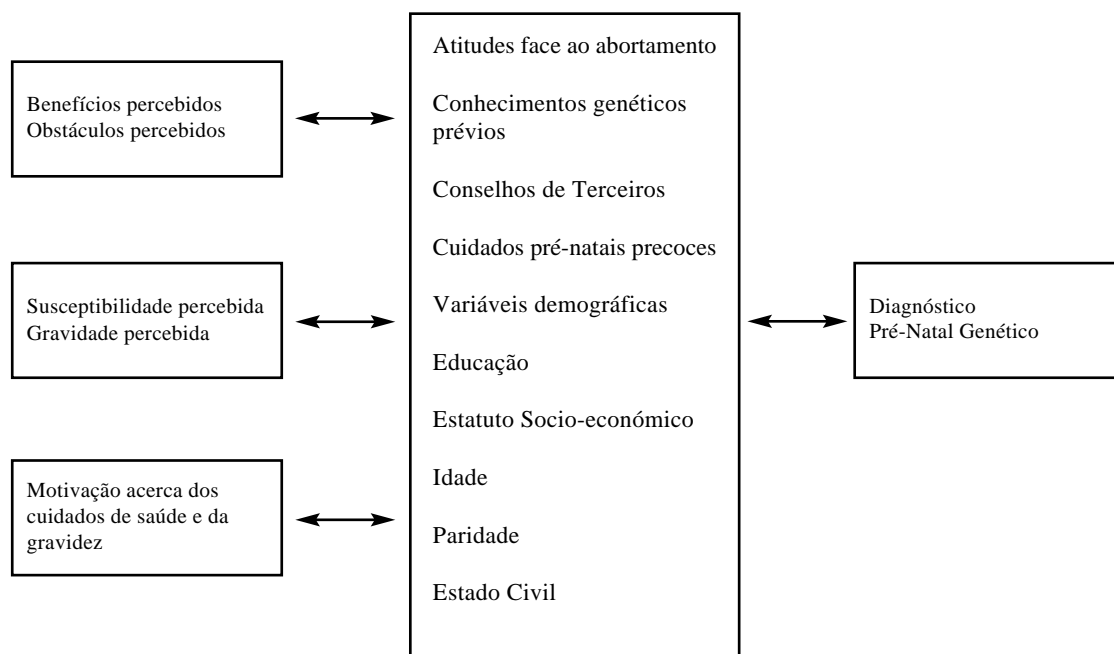 Benefícios percebidos
Obstáculos percebidos
Susceptibilidade percebida
Gravidade percebida
Motivação acerca dos
cuidados de saúde e da
gravidez
Atitudes face ao abortamento
Conhecimentos genéticos
prévios
Conselhos de Terceiros
Cuidados pré-natais precoces
Variáveis demográficas
Educação
Estatuto Socio-económico
Idade
Paridade
Estado Civil
Diagnóstico
Pré-Natal Genético